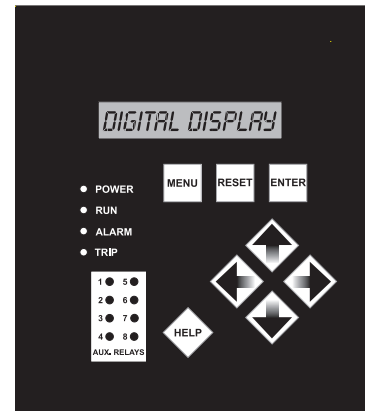 DIGITAL DISPLAY
MENU RESET ENTER
POWER
RUN
ALARM
TRIP
1 5
2 6
3 7
4 8
AUX. RELAYS
HELP